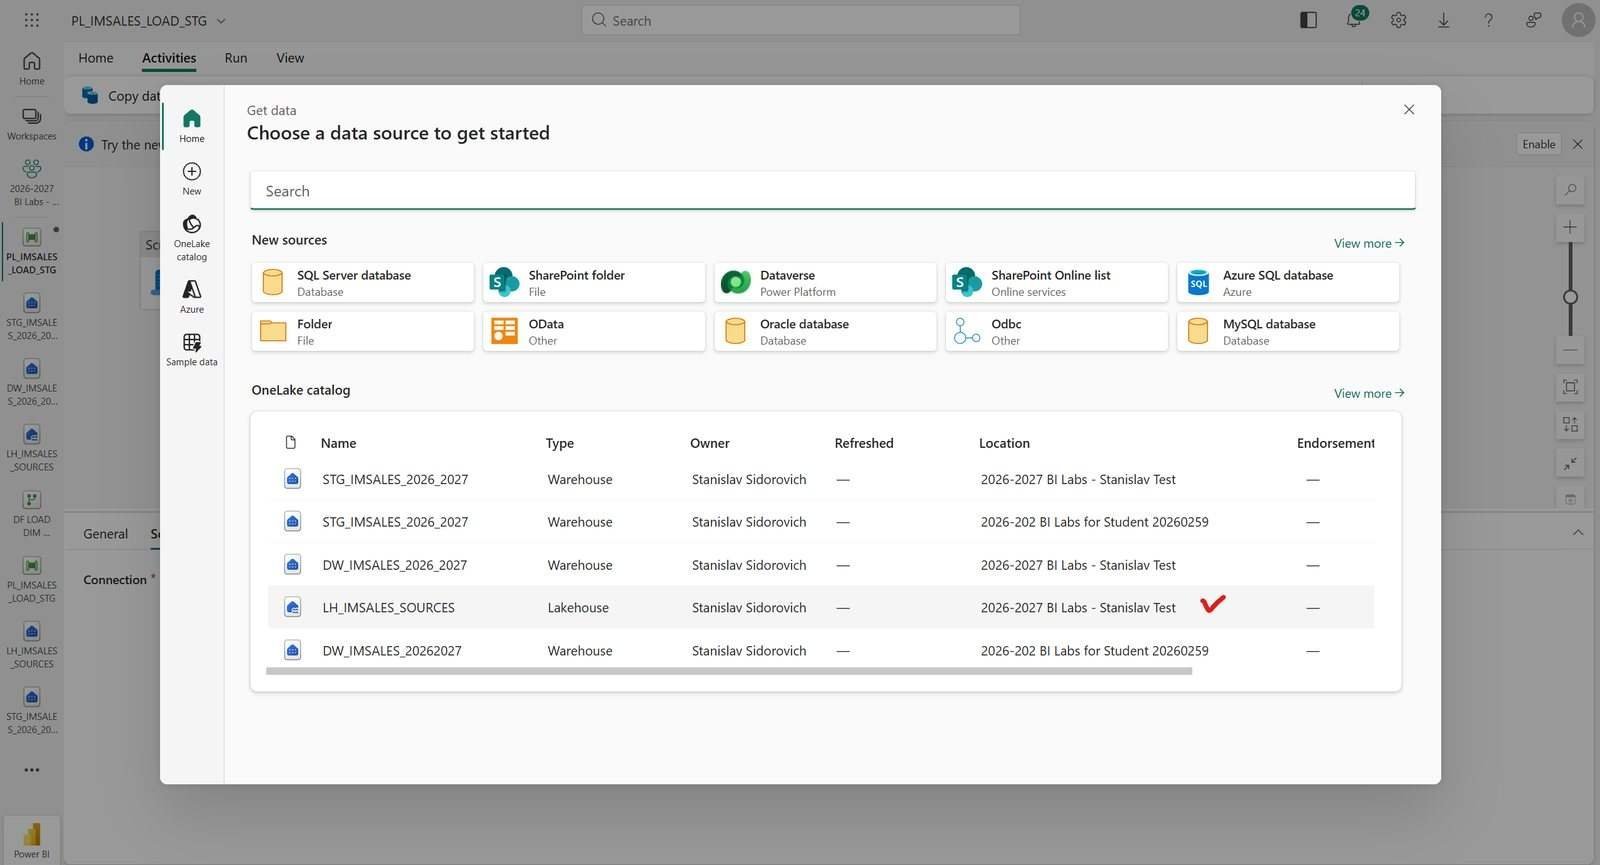 PL_IMSALES_LOAD_STG
Search
24
Home
Activities
Run
View
Home
Workspaces
2026-2027
BI Labs - ...
PL_IMSALES
_LOAD_STG
STG_IMSALE
S_2026_20...
DW_IMSALE
S_2026_20...
LH_IMSALES
_SOURCES
DF LOAD
DIM ...
PL_IMSALES
_LOAD_STG
LH_IMSALES
_SOURCES
STG_IMSALE
S_2026_20...
Power BI
Copy dat
Try the ne
Enable
Sc
General
S
Connection *
Home
New
OneLake
catalog
Azure
Sample data
Get data
Choose a data source to get started
Search
New sources
View more
SQL Server database
Database
SharePoint folder
File
Dataverse
Power Platform
SharePoint Online list
Online services
SQL
Azure SQL database
Azure
Folder
File
OData
Other
Oracle database
Database
Odbc
Other
MySQL database
Database
OneLake catalog
View more
Name Type Owner Refreshed Location Endorsement
STG_IMSALES_2026_2027 Warehouse Stanislav Sidorovich — 2026-2027 BI Labs - Stanislav Test —
STG_IMSALES_2026_2027 Warehouse Stanislav Sidorovich — 2026-202 BI Labs for Student 20260259 —
DW_IMSALES_2026_2027 Warehouse Stanislav Sidorovich — 2026-2027 BI Labs - Stanislav Test —
LH_IMSALES_SOURCES Lakehouse Stanislav Sidorovich — 2026-2027 BI Labs - Stanislav Test —
DW_IMSALES_20262027 Warehouse Stanislav Sidorovich — 2026-202 BI Labs for Student 20260259 —